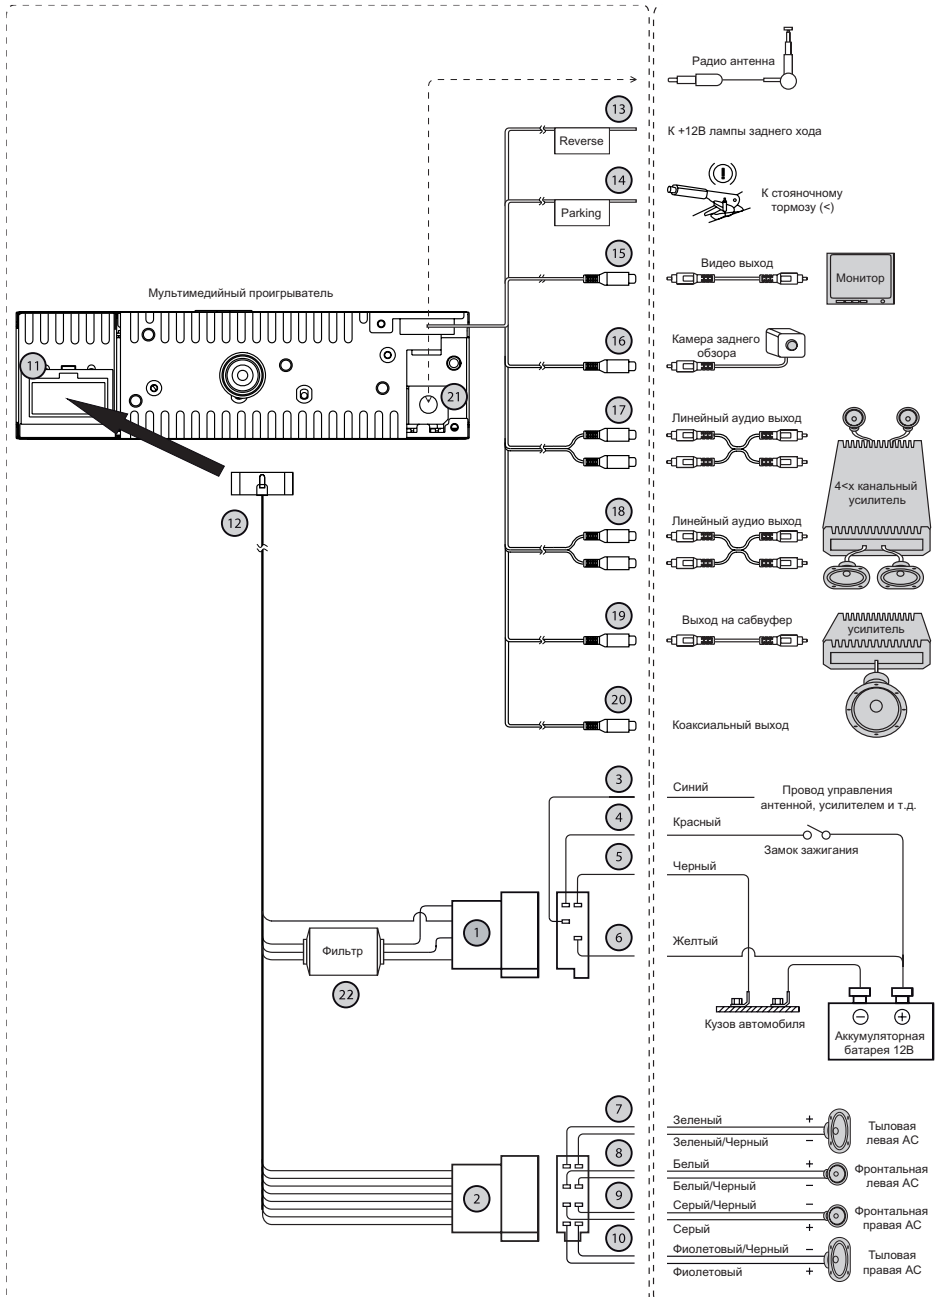 Радио антенна
13
Reverse
К +12В лампы заднего хода
14
Parking
К стояночному
тормозу (<)
15
Видео выход
Монитор
Мультимедийный проигрыватель
16
Камера заднего
обзора
11
21
17
Линейный аудио выход
4<х канальный
усилитель
12
18
Линейный аудио выход
19
Выход на сабвуфер
усилитель
20
Коаксиальный выход
3
Синий
Провод управления
антенной, усилителем и т.д.
4
Красный
Замок зажигания
5
Черный
1
6
Желтый
Фильтр
22
Кузов автомобиля
− +
Аккумуляторная
батарея 12В
7
Зеленый +
Зеленый/Черный −
Тыловая
левая АС
8
Белый +
Белый/Черный −
Фронтальная
левая АС
2
9
Серый/Черный −
Серый +
Фронтальная
правая АС
10
Фиолетовый/Черный −
Фиолетовый +
Тыловая
правая АС